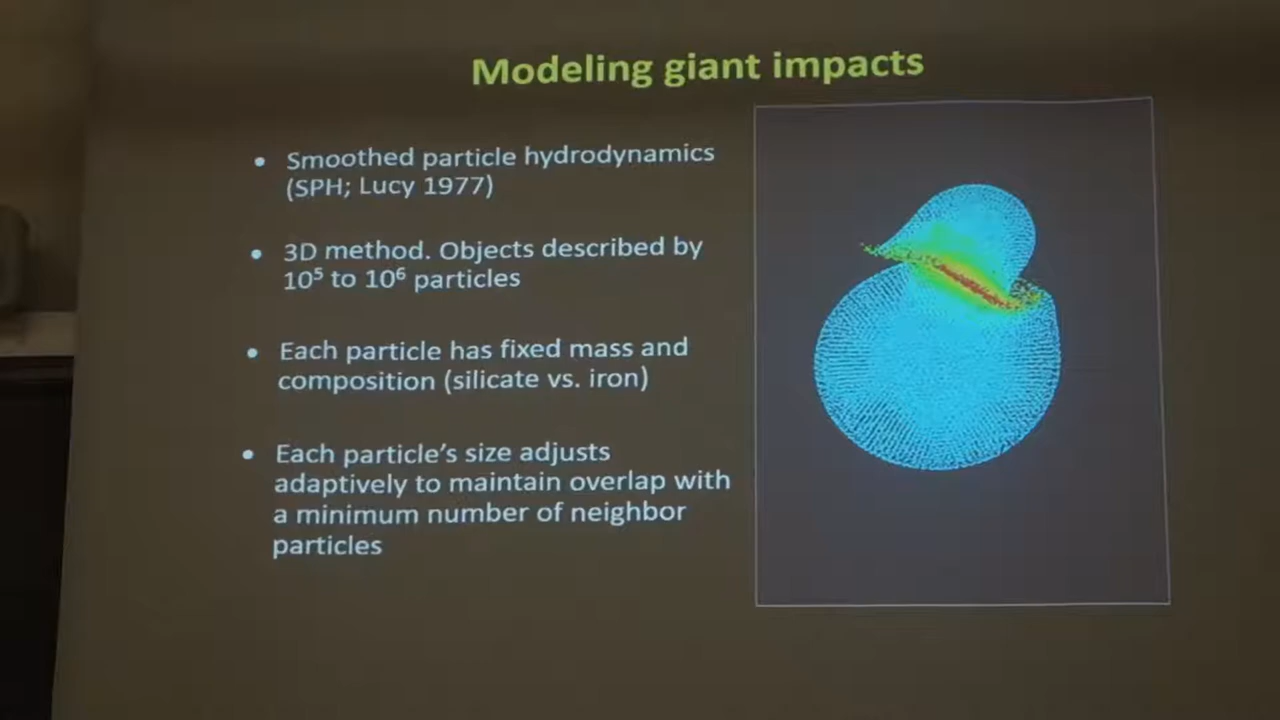 Modeling giant impacts
• Smoothed particle hydrodynamics
(SPH; Lucy 1977)
• 3D method. Objects described by
10⁵ to 10⁶ particles
• Each particle has fixed mass and
composition (silicate vs. iron)
• Each particle's size adjusts
adaptively to maintain overlap with
a minimum number of neighbor
particles